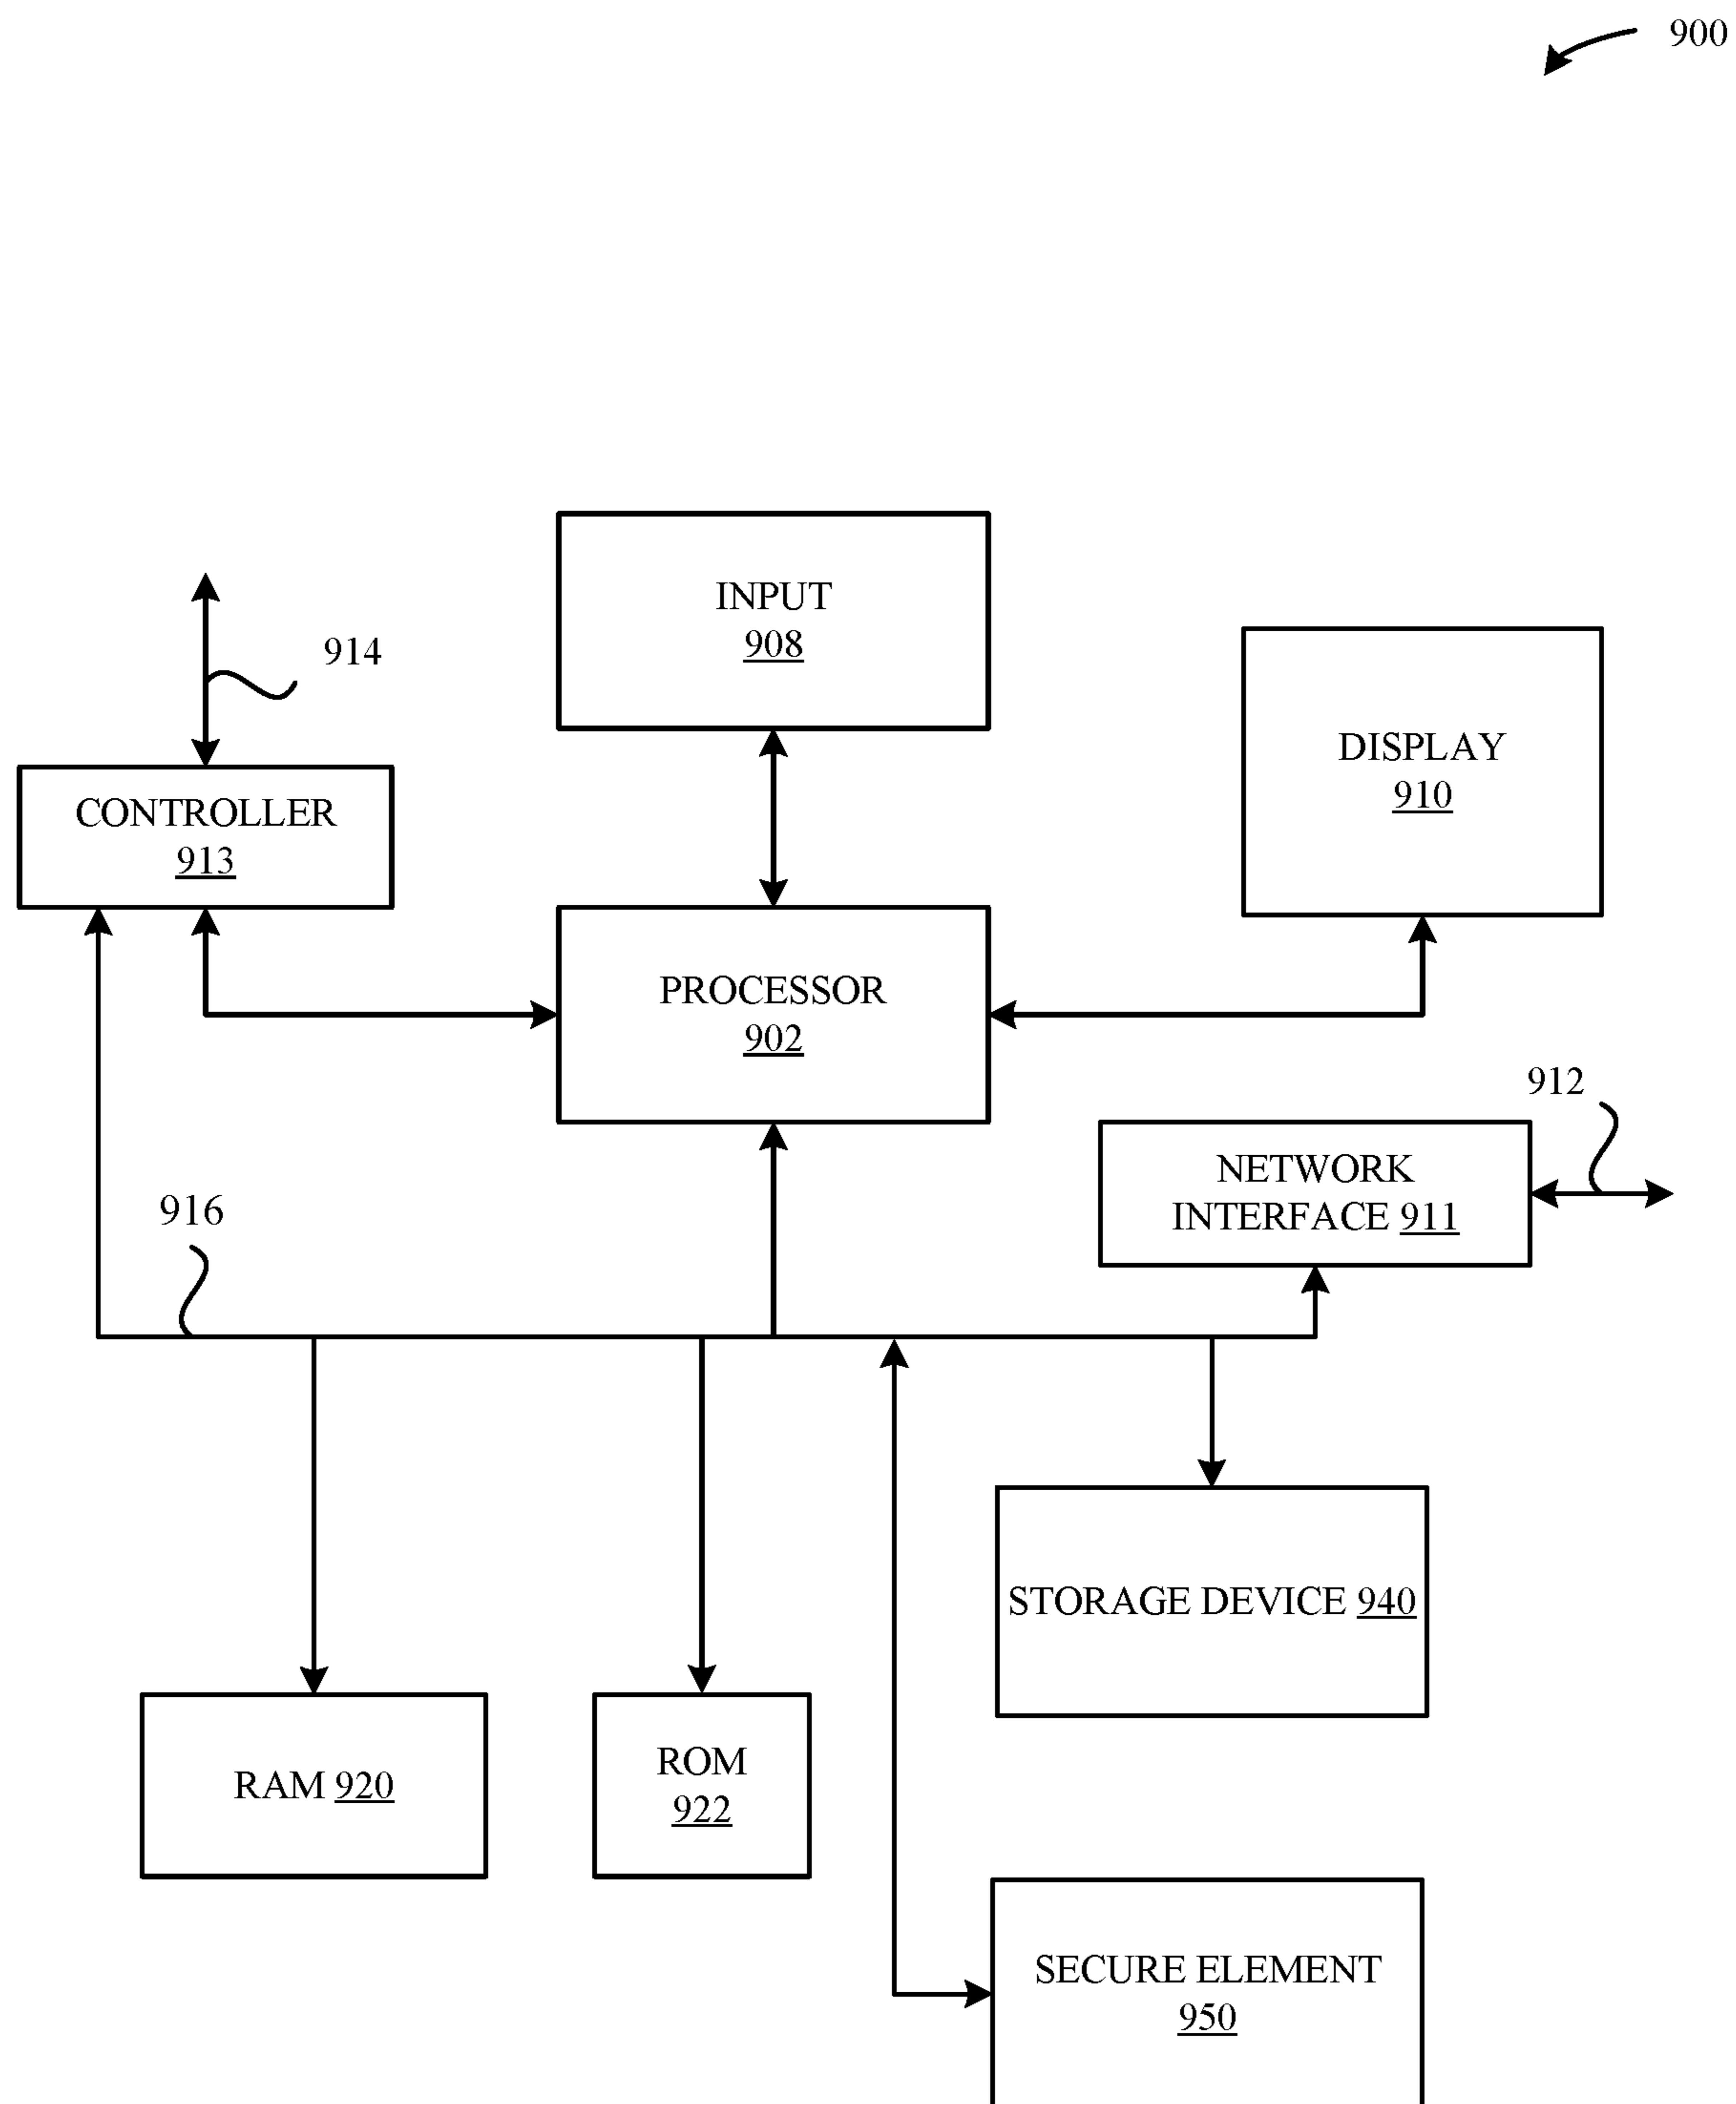 900
INPUT
908
914
DISPLAY
910
CONTROLLER
913
PROCESSOR
902
912
NETWORK
INTERFACE 911
916
STORAGE DEVICE 940
RAM 920
ROM
922
SECURE ELEMENT
950